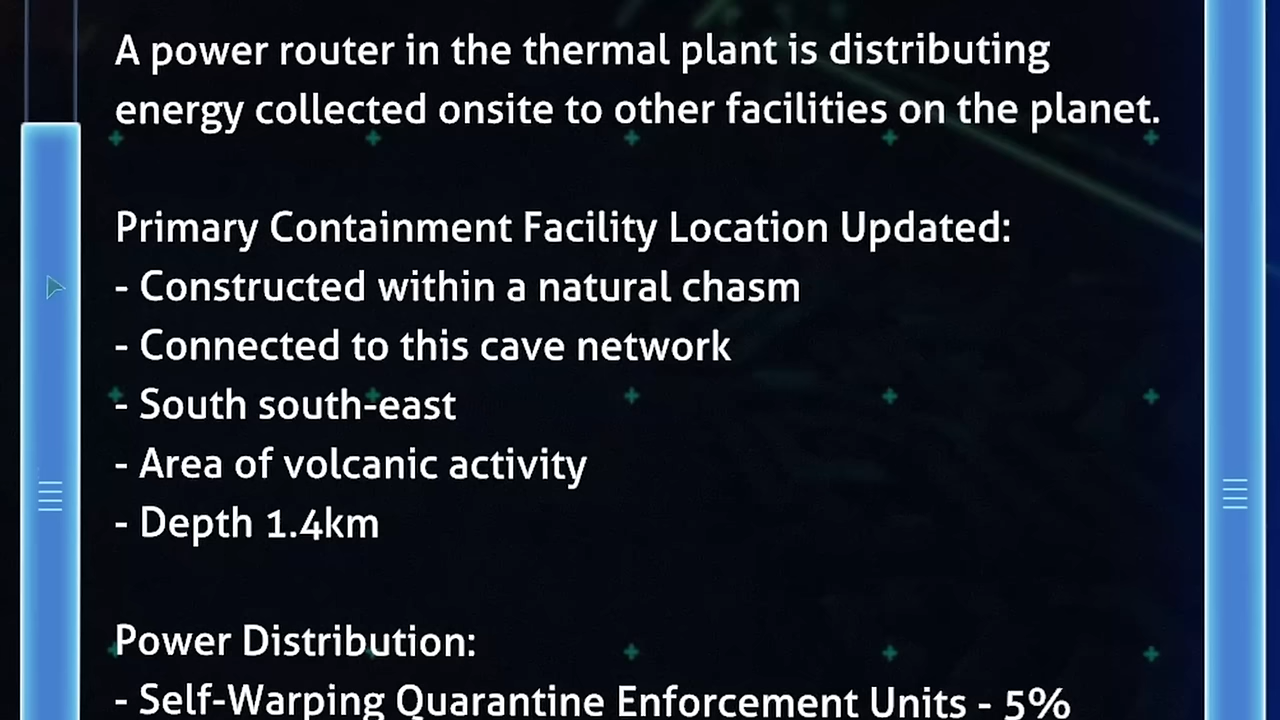 A power router in the thermal plant is distributing
energy collected onsite to other facilities on the planet.
Primary Containment Facility Location Updated:
- Constructed within a natural chasm
- Connected to this cave network
- South south-east
- Area of volcanic activity
- Depth 1.4km
Power Distribution:
- Self-Warping Quarantine Enforcement Units - 5%